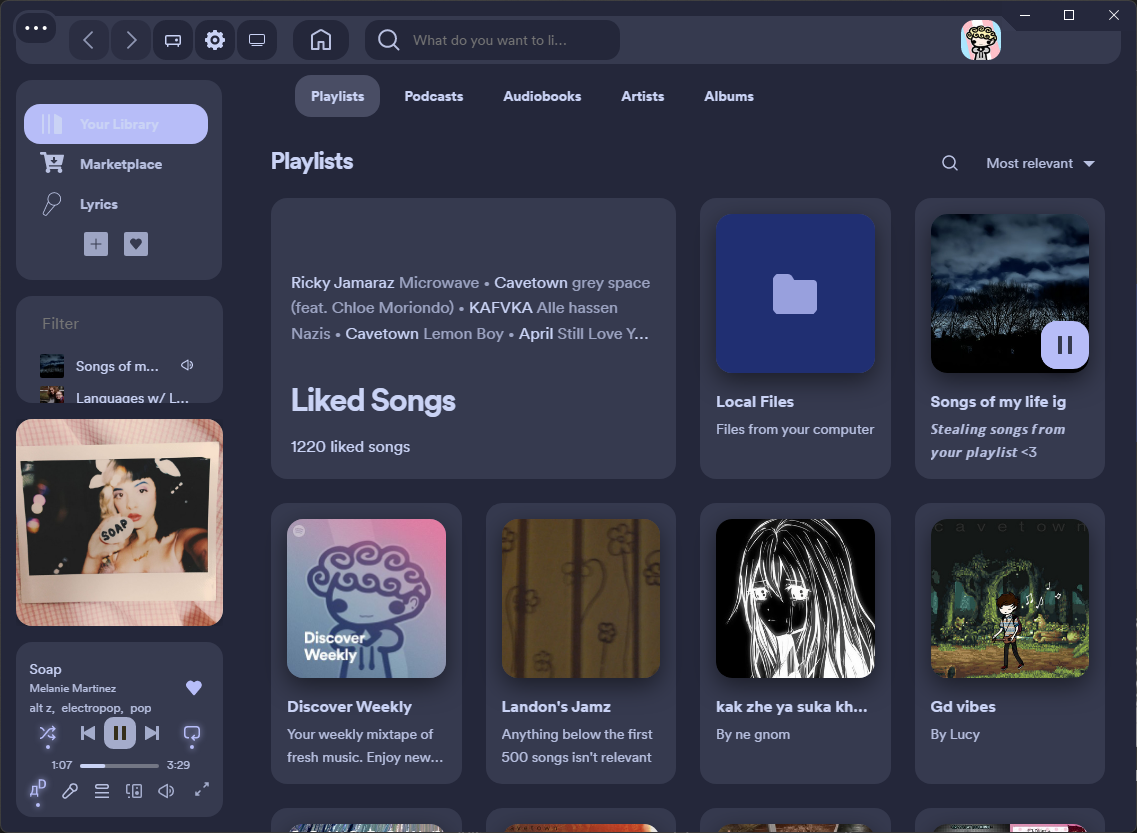 What do you want to li...
Playlists
Podcasts
Audiobooks
Artists
Albums
Your Library
Marketplace
Lyrics
Filter
Songs of m...
Languages w/ L...
SOAP
Soap
Melanie Martinez
alt z, electropop, pop
1:07
3:29
Playlists
Most relevant
Ricky Jamaraz Microwave • Cavetown grey space
(feat. Chloe Moriondo) • KAFVKA Alle hassen
Nazis • Cavetown Lemon Boy • April Still Love Y...
Liked Songs
1220 liked songs
Local Files
Files from your computer
Songs of my life ig
Stealing songs from
your playlist <3
Discover
Weekly
Discover Weekly
Your weekly mixtape of
fresh music. Enjoy new...
Landon's Jamz
Anything below the first
500 songs isn't relevant
kak zhe ya suka kh...
By ne gnom
cavetown
Gd vibes
By Lucy